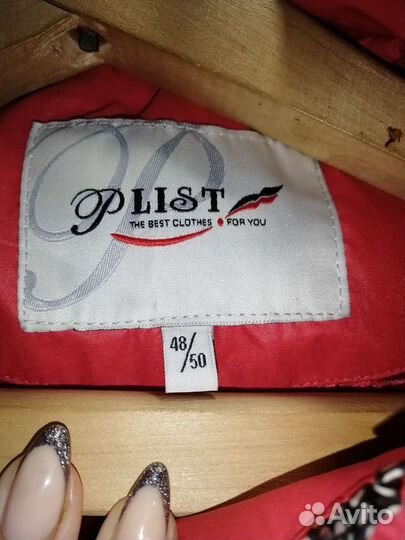 PLIST
THE BEST CLOTHES FOR YOU
48/50
Avito